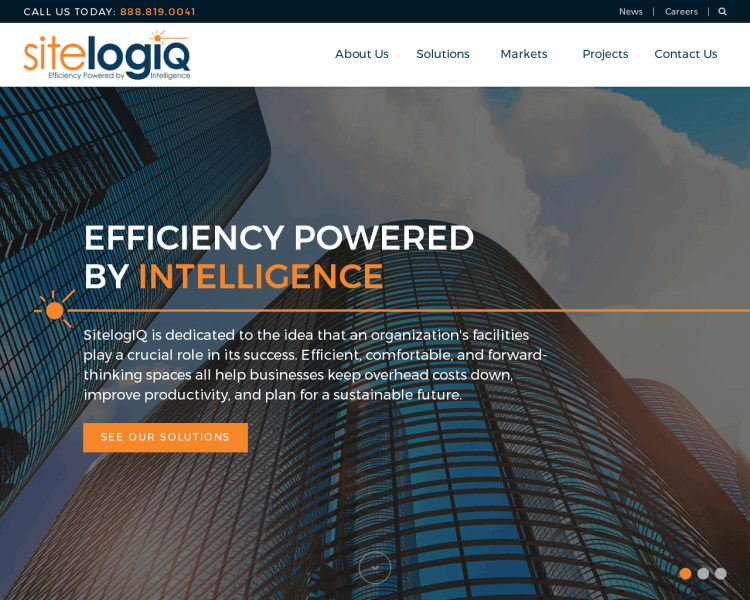 CALL US TODAY: 888.819.0041
News | Careers |
sitelogiQ
Efficiency Powered by Intelligence
About Us Solutions Markets Projects Contact Us
EFFICIENCY POWERED
BY INTELLIGENCE
SitelogIQ is dedicated to the idea that an organization's facilities
play a crucial role in its success. Efficient, comfortable, and forward-
thinking spaces all help businesses keep overhead costs down,
improve productivity, and plan for a sustainable future.
SEE OUR SOLUTIONS